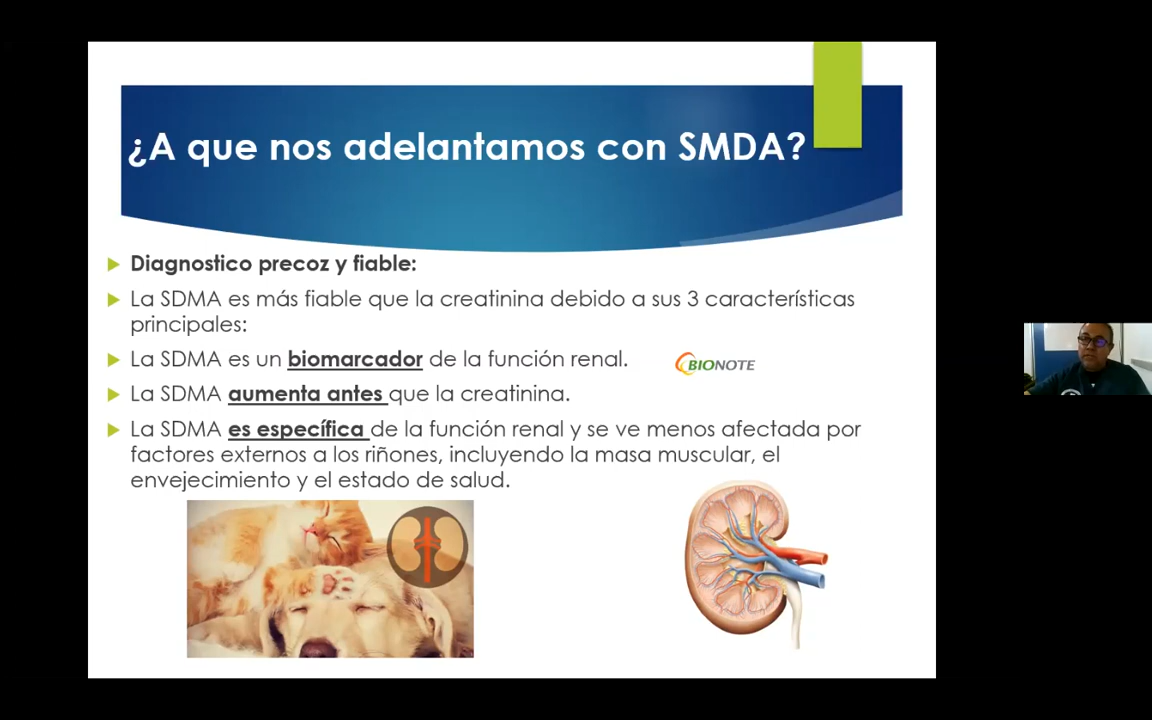 ¿A que nos adelantamos con SMDA?
Diagnostico precoz y fiable:
La SDMA es más fiable que la creatinina debido a sus 3 características
principales:
La SDMA es un biomarcador de la función renal.
BIONOTE
La SDMA aumenta antes que la creatinina.
La SDMA es específica de la función renal y se ve menos afectada por
factores externos a los riñones, incluyendo la masa muscular, el
envejecimiento y el estado de salud.